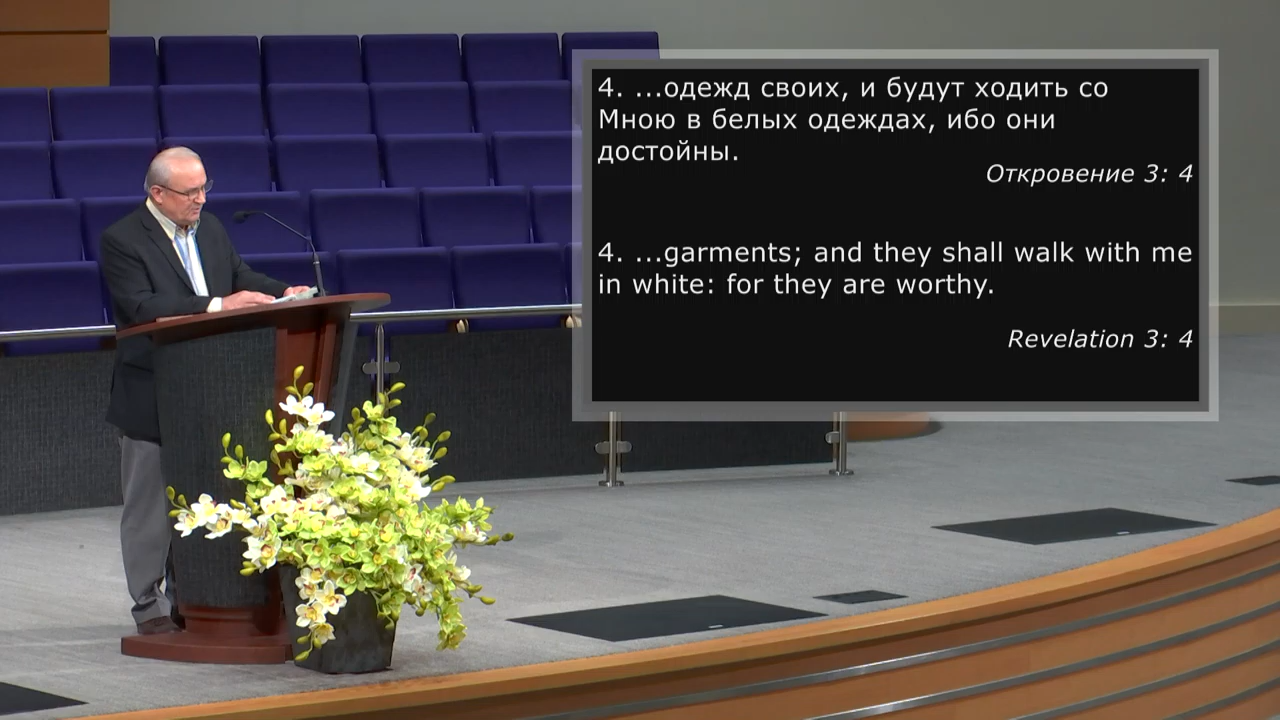 4. ...одежд своих, и будут ходить со
Мною в белых одеждах, ибо они
достойны.
Откровение 3: 4
4. ...garments; and they shall walk with me
in white: for they are worthy.
Revelation 3: 4